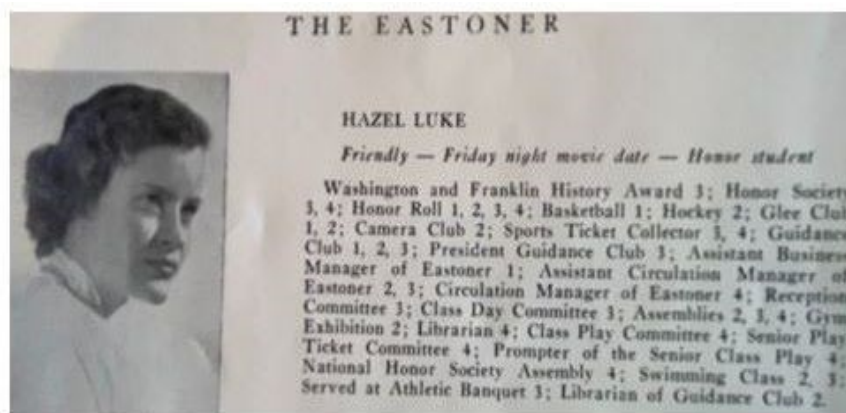 THE EASTONER
HAZEL LUKE
Friendly — Friday night movie date — Honor student
Washington and Franklin History Award 3; Honor Society
3, 4; Honor Roll 1, 2, 3, 4; Basketball 1; Hockey 2; Glee Club
1, 2; Camera Club 2; Sports Ticket Collector 3, 4; Guidance
Club 1, 2, 3; President Guidance Club 3; Assistant Business
Manager of Eastoner 1; Assistant Circulation Manager of
Eastoner 2, 3; Circulation Manager of Eastoner 4; Reception
Committee 3; Class Day Committee 3; Assemblies 2, 3, 4; Gym
Exhibition 2; Librarian 4; Class Play Committee 4; Senior Play
Ticket Committee 4; Prompter of the Senior Class Play 4;
National Honor Society Assembly 4; Swimming Class 2, 3;
Served at Athletic Banquet 3; Librarian of Guidance Club 2.